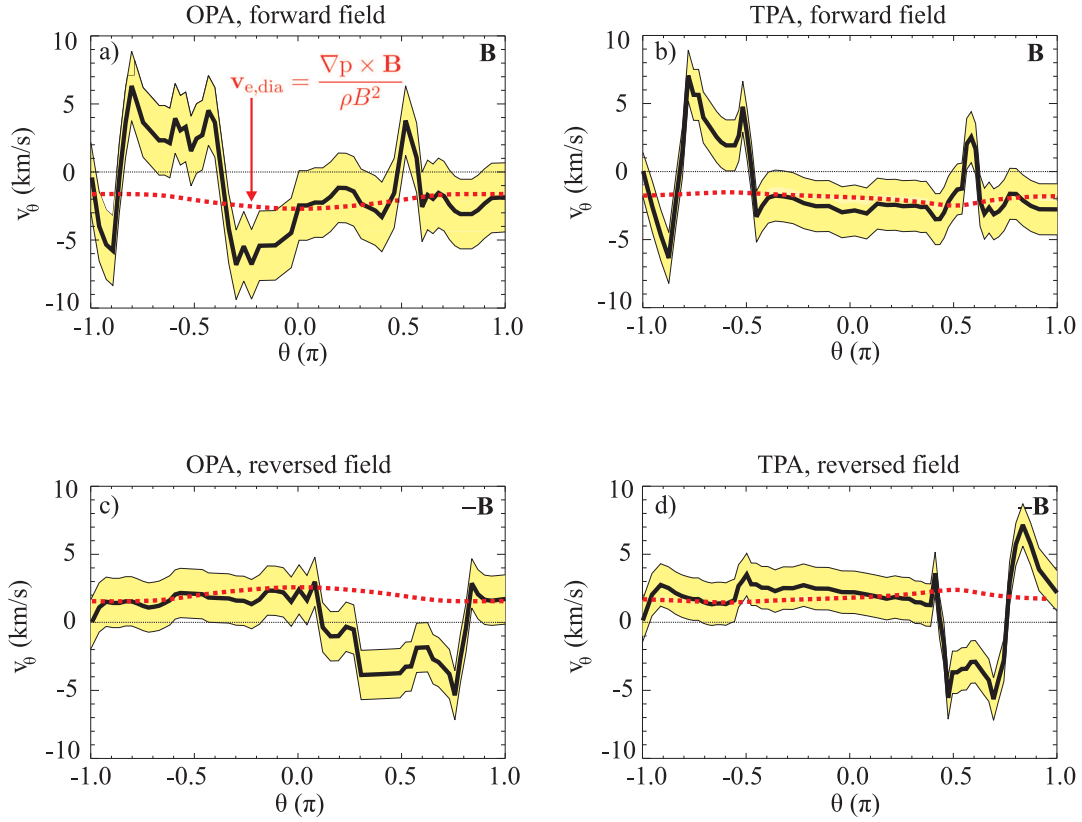 OPA, forward field
a)
B
v_e,dia = ∇p × B / ρB²
10
5
0
-5
-10
v_θ (km/s)
-1.0 -0.5 0.0 0.5 1.0
θ (π)
TPA, forward field
b)
B
10
5
0
-5
-10
v_θ (km/s)
-1.0 -0.5 0.0 0.5 1.0
θ (π)
OPA, reversed field
c)
–B
10
5
0
-5
-10
v_θ (km/s)
-1.0 -0.5 0.0 0.5 1.0
θ (π)
TPA, reversed field
d)
–B
10
5
0
-5
-10
v_θ (km/s)
-1.0 -0.5 0.0 0.5 1.0
θ (π)